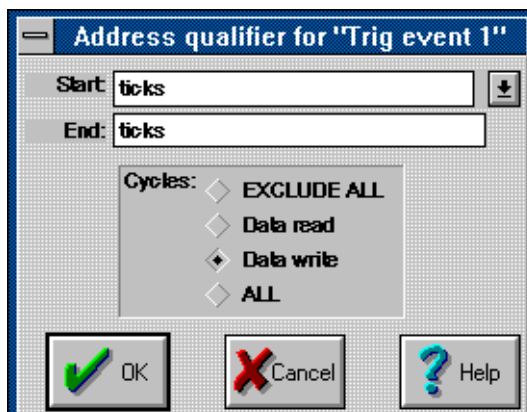 Address qualifier for "Trig event 1"
Start: ticks
End: ticks
Cycles: EXCLUDE ALL
Data read
Data write
ALL
OK Cancel Help